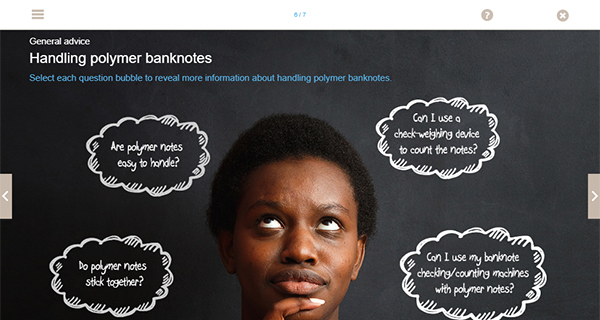 6 / 7
?
General advice
Handling polymer banknotes
Select each question bubble to reveal more information about handling polymer banknotes.
Are polymer notes
easy to handle?
Can I use a
check-weighing device
to count the notes?
Do polymer notes
stick together?
Can I use my banknote
checking/counting machines
with polymer notes?